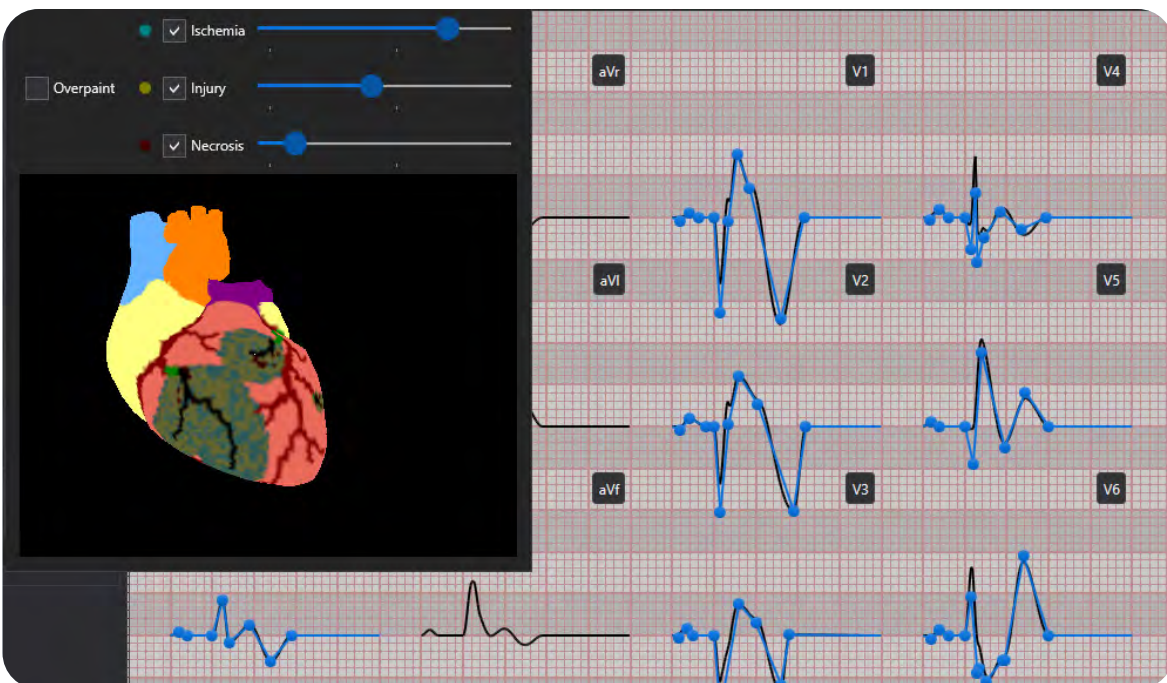 Ischemia
Overpaint
Injury
Necrosis
aVr
V1
V4
aVl
V2
V5
aVf
V3
V6